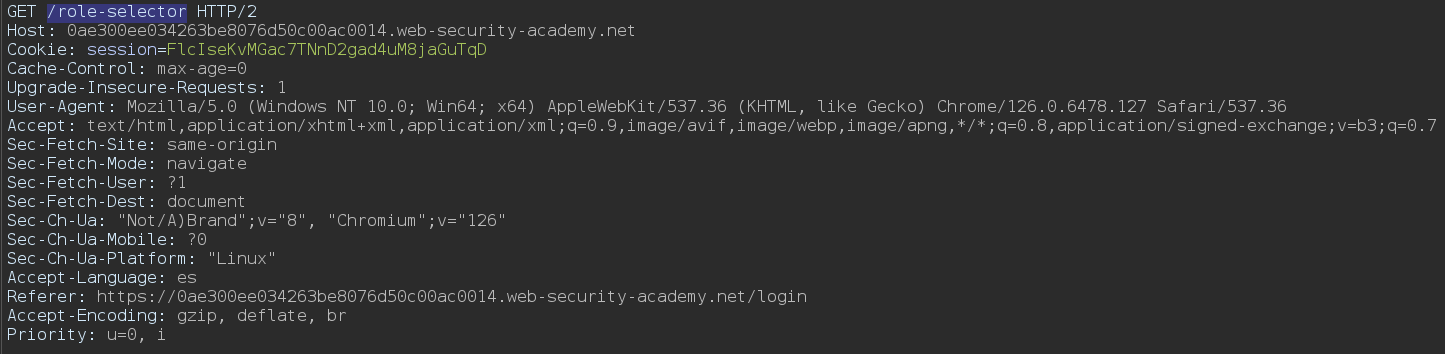 GET /role-selector HTTP/2
Host: 0ae300ee034263be8076d50c00ac0014.web-security-academy.net
Cookie: session=FlcIseKvMGac7TNnD2gad4uM8jaGuTqD
Cache-Control: max-age=0
Upgrade-Insecure-Requests: 1
User-Agent: Mozilla/5.0 (Windows NT 10.0; Win64; x64) AppleWebKit/537.36 (KHTML, like Gecko) Chrome/126.0.6478.127 Safari/537.36
Accept: text/html,application/xhtml+xml,application/xml;q=0.9,image/avif,image/webp,image/apng,*/*;q=0.8,application/signed-exchange;v=b3;q=0.7
Sec-Fetch-Site: same-origin
Sec-Fetch-Mode: navigate
Sec-Fetch-User: ?1
Sec-Fetch-Dest: document
Sec-Ch-Ua: "Not/A)Brand";v="8", "Chromium";v="126"
Sec-Ch-Ua-Mobile: ?0
Sec-Ch-Ua-Platform: "Linux"
Accept-Language: es
Referer: https://0ae300ee034263be8076d50c00ac0014.web-security-academy.net/login
Accept-Encoding: gzip, deflate, br
Priority: u=0, i